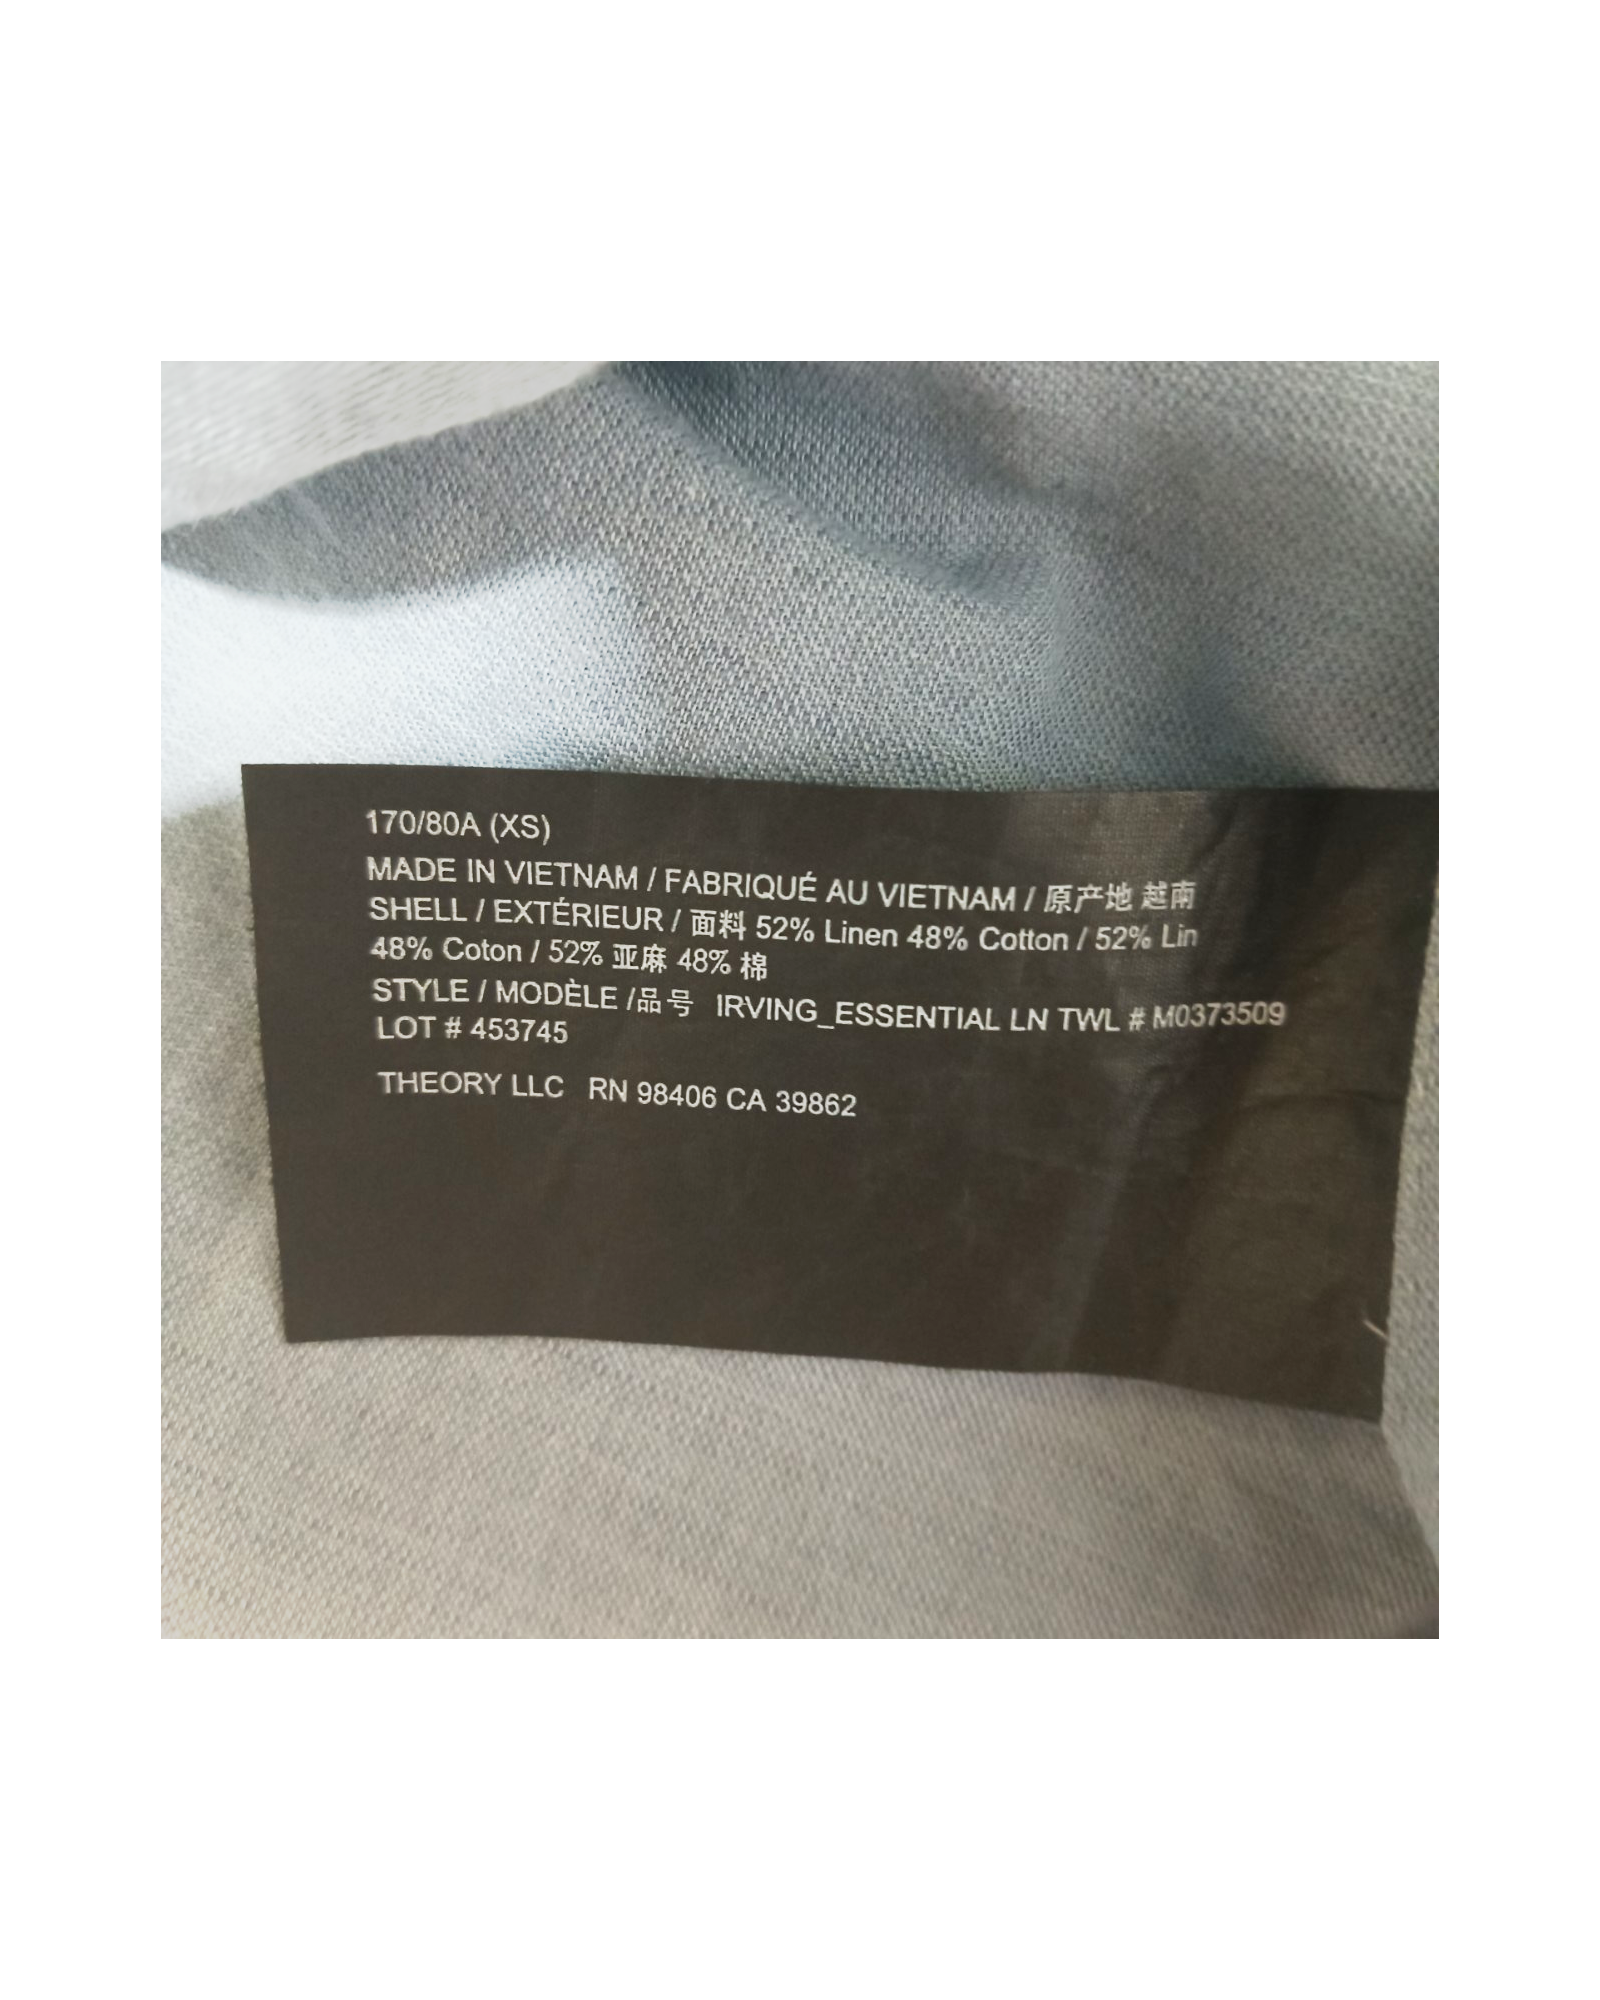 170/80A (XS)
MADE IN VIETNAM / FABRIQUÉ AU VIETNAM / 原产地 越南
SHELL / EXTÉRIEUR / 面料 52% Linen 48% Cotton / 52% Lin
48% Coton / 52% 亚麻 48% 棉
STYLE / MODÈLE /品号 IRVING_ESSENTIAL LN TWL # M0373509
LOT # 453745
THEORY LLC RN 98406 CA 39862